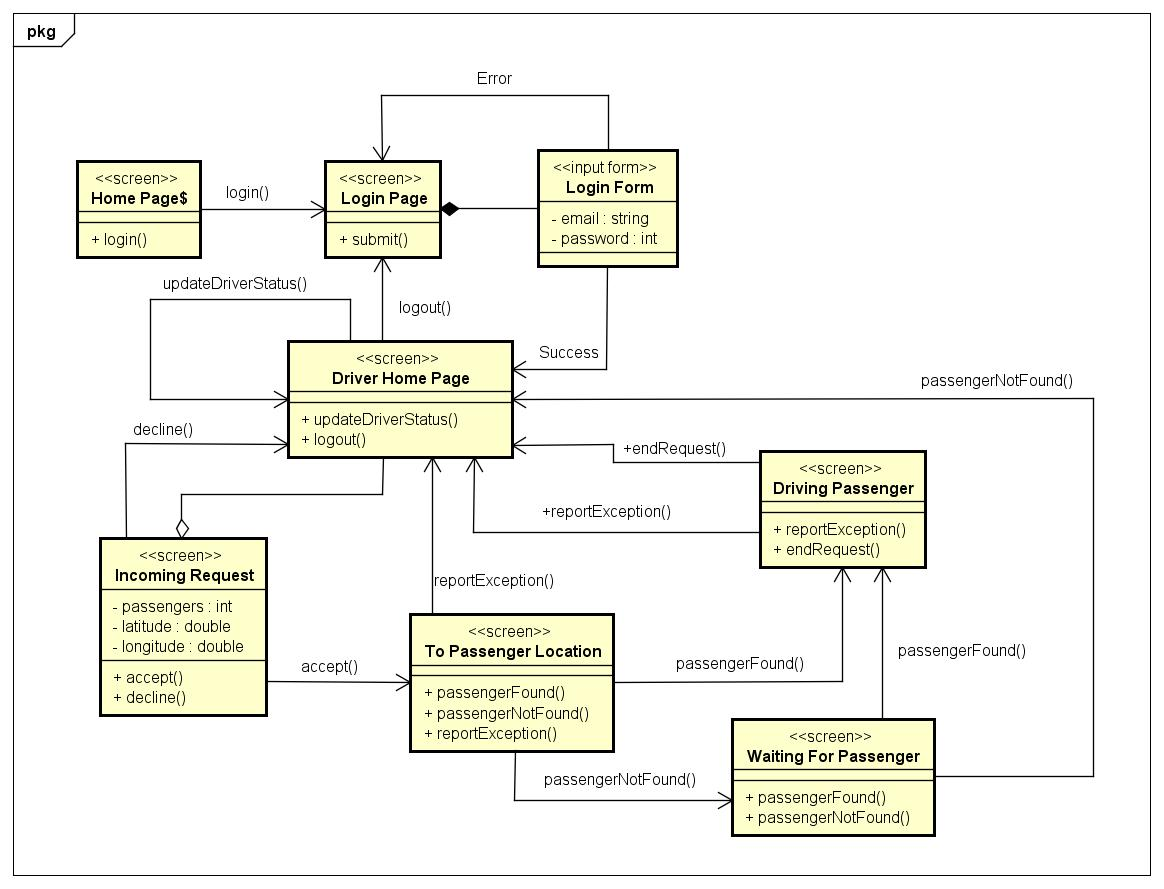 pkg
Error
<<screen>>
Home Page$
+ login()
login()
<<screen>>
Login Page
+ submit()
<<input form>>
Login Form
- email : string
- password : int
updateDriverStatus()
logout()
Success
<<screen>>
Driver Home Page
+ updateDriverStatus()
+ logout()
passengerNotFound()
decline()
+endRequest()
<<screen>>
Driving Passenger
+ reportException()
+ endRequest()
+reportException()
<<screen>>
Incoming Request
- passengers : int
- latitude : double
- longitude : double
+ accept()
+ decline()
reportException()
accept()
<<screen>>
To Passenger Location
+ passengerFound()
+ passengerNotFound()
+ reportException()
passengerFound()
passengerFound()
passengerNotFound()
<<screen>>
Waiting For Passenger
+ passengerFound()
+ passengerNotFound()